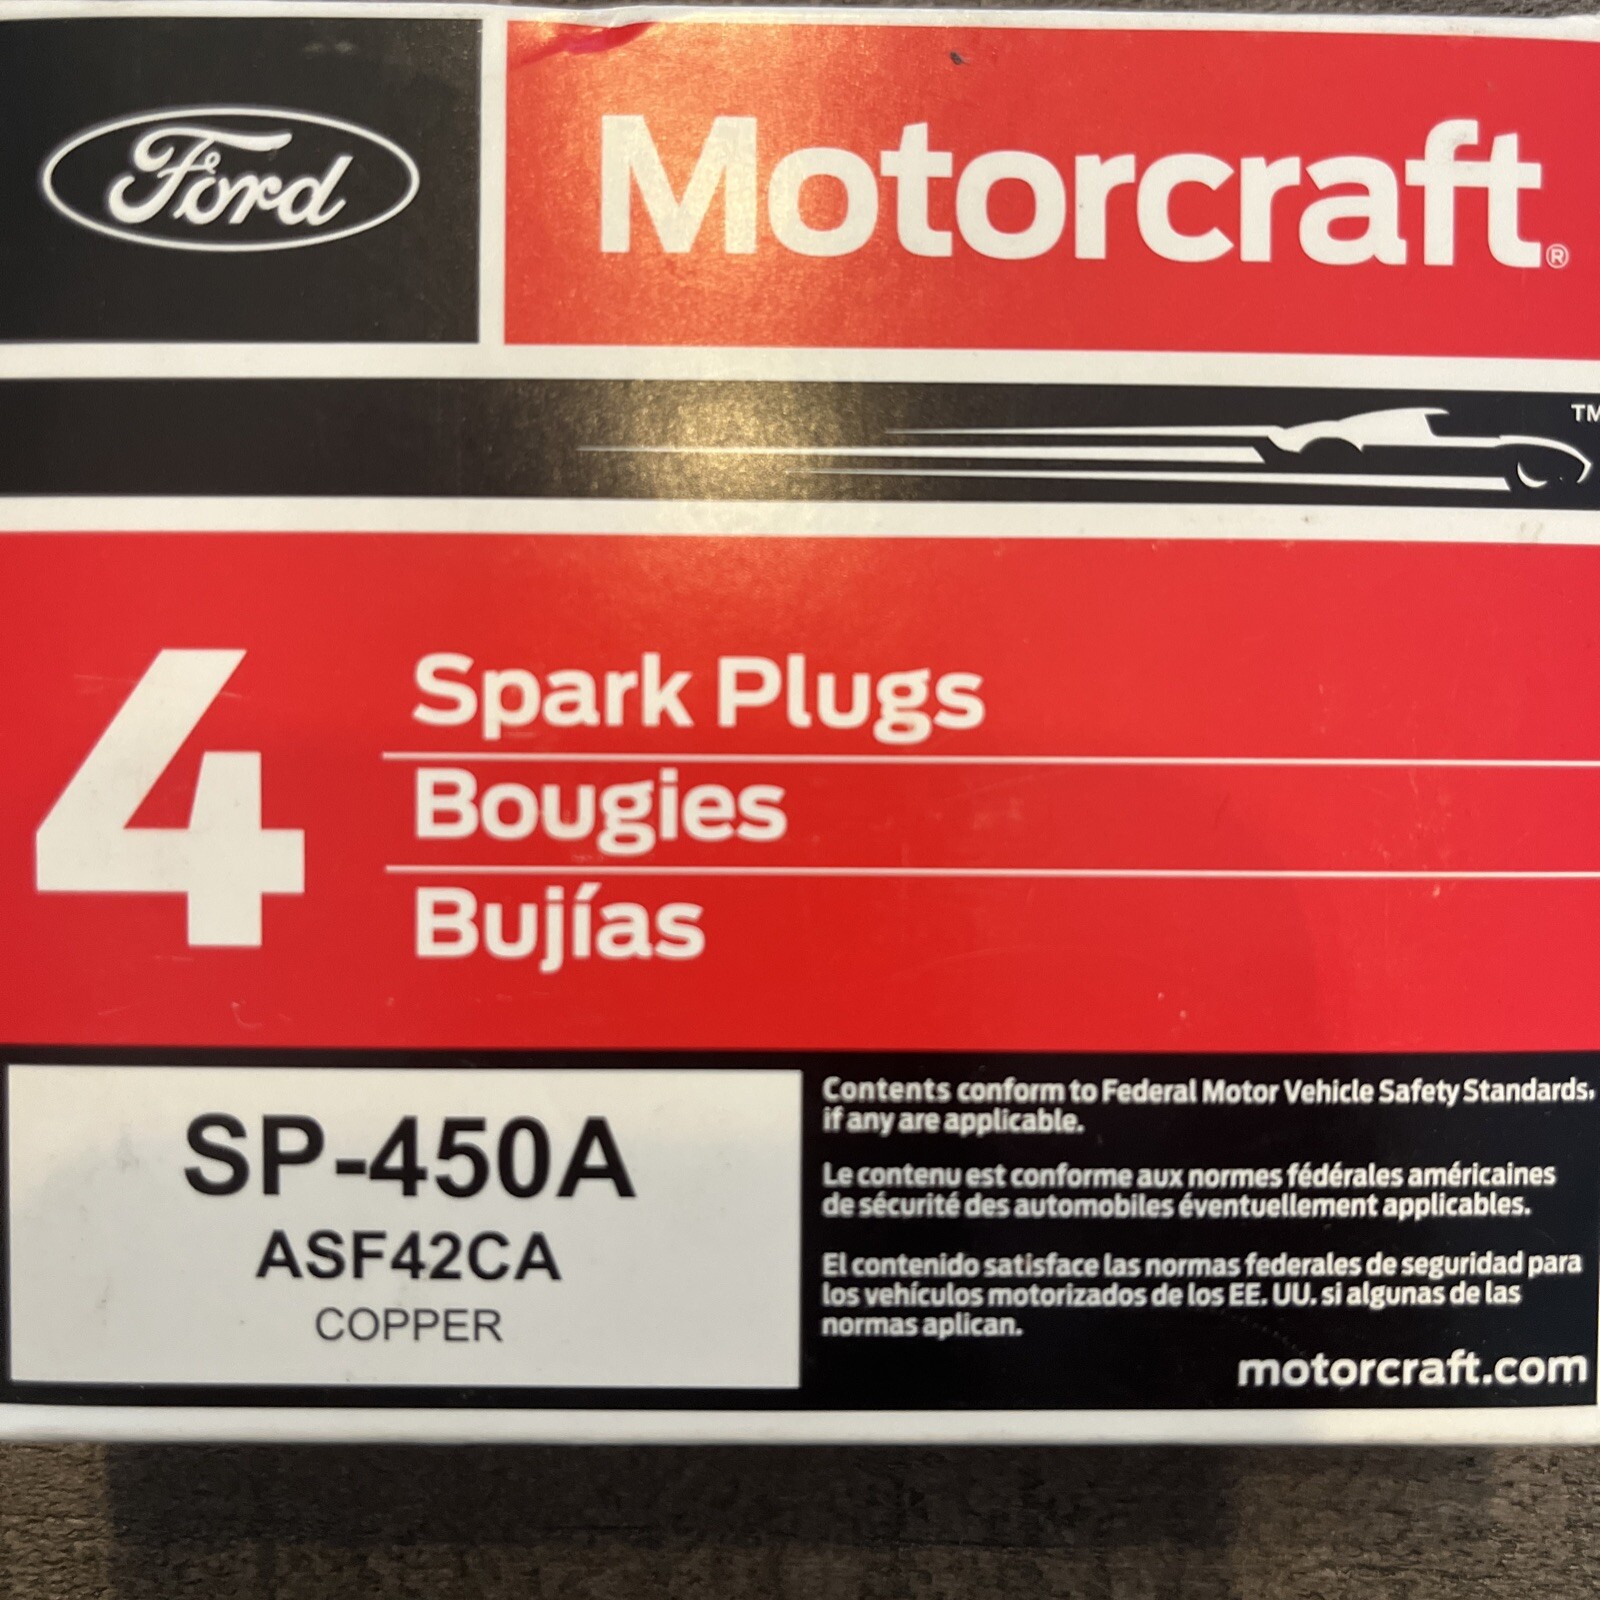 Ford
Motorcraft®
TM
4
Spark Plugs
Bougies
Bujías
SP-450A
ASF42CA
COPPER
Contents conform to Federal Motor Vehicle Safety Standards,
if any are applicable.
Le contenu est conforme aux normes fédérales américaines
de sécurité des automobiles éventuellement applicables.
El contenido satisface las normas federales de seguridad para
los vehículos motorizados de los EE. UU. si algunas de las
normas aplican.
motorcraft.com